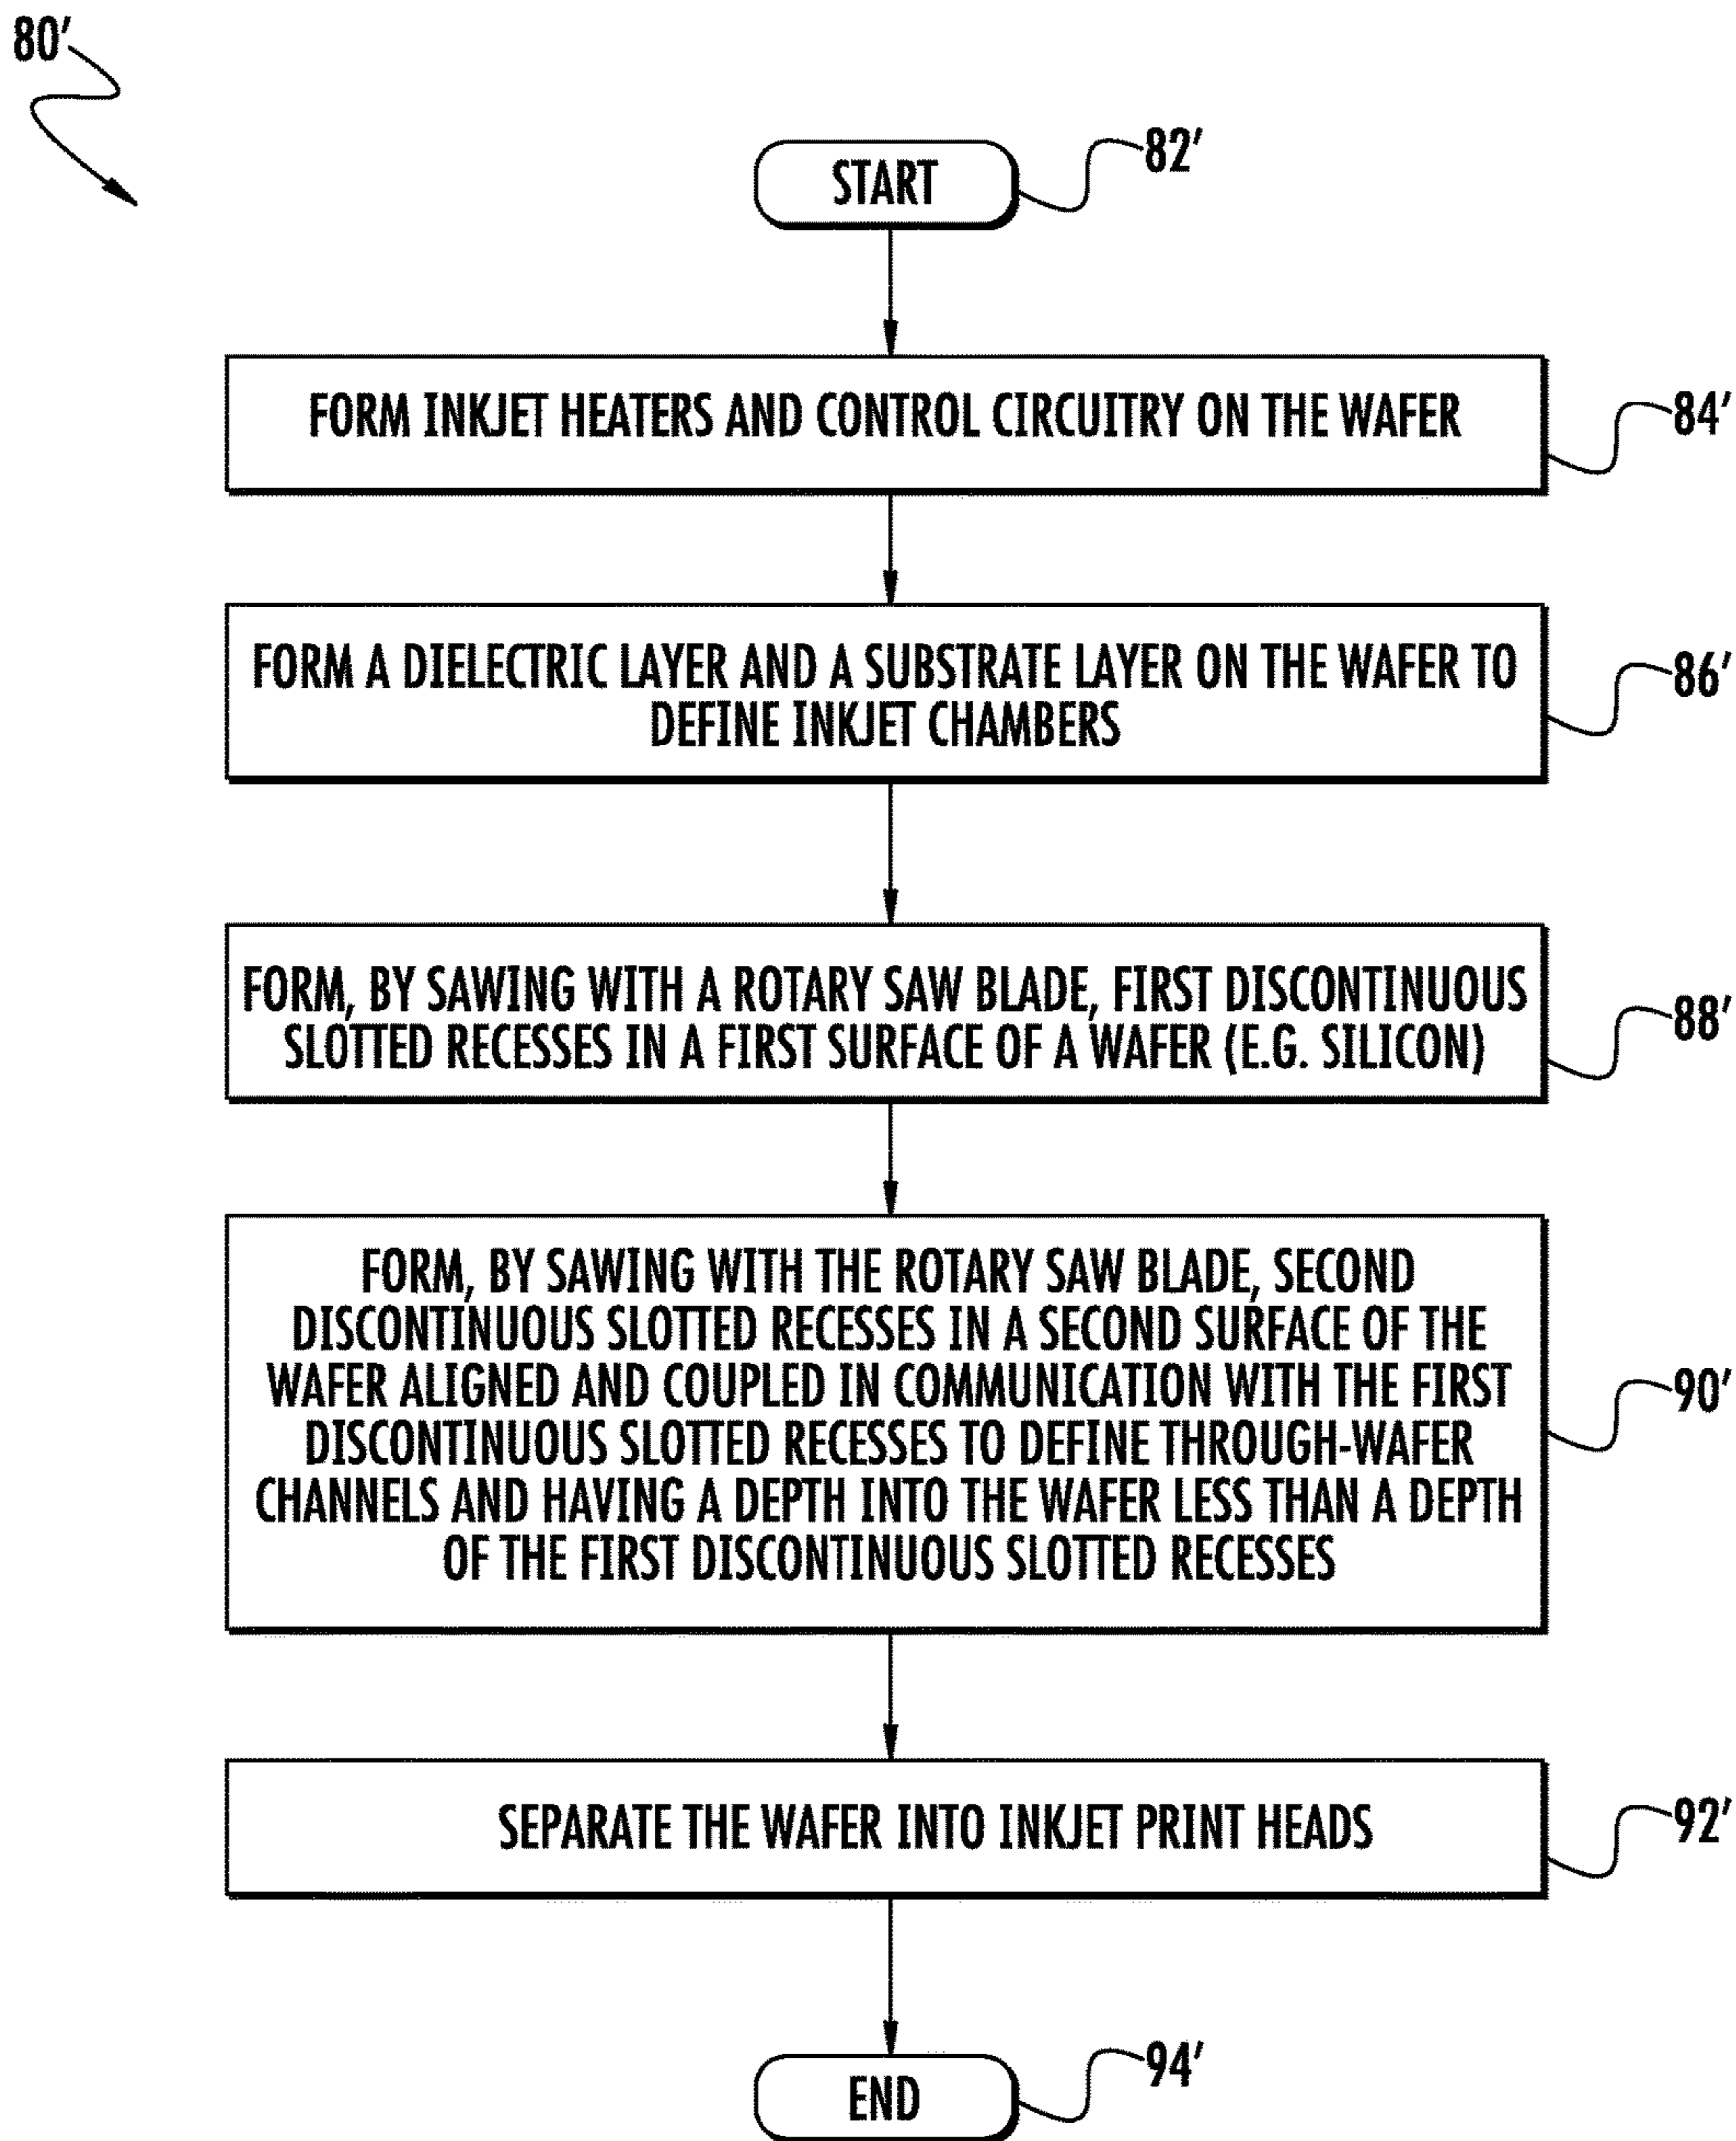 80'
START
82'
FORM INKJET HEATERS AND CONTROL CIRCUITRY ON THE WAFER
84'
FORM A DIELECTRIC LAYER AND A SUBSTRATE LAYER ON THE WAFER TO
DEFINE INKJET CHAMBERS
86'
FORM, BY SAWING WITH A ROTARY SAW BLADE, FIRST DISCONTINUOUS
SLOTTED RECESSES IN A FIRST SURFACE OF A WAFER (E.G. SILICON)
88'
FORM, BY SAWING WITH THE ROTARY SAW BLADE, SECOND
DISCONTINUOUS SLOTTED RECESSES IN A SECOND SURFACE OF THE
WAFER ALIGNED AND COUPLED IN COMMUNICATION WITH THE FIRST
DISCONTINUOUS SLOTTED RECESSES TO DEFINE THROUGH-WAFER
CHANNELS AND HAVING A DEPTH INTO THE WAFER LESS THAN A DEPTH
OF THE FIRST DISCONTINUOUS SLOTTED RECESSES
90'
SEPARATE THE WAFER INTO INKJET PRINT HEADS
92'
END
94'